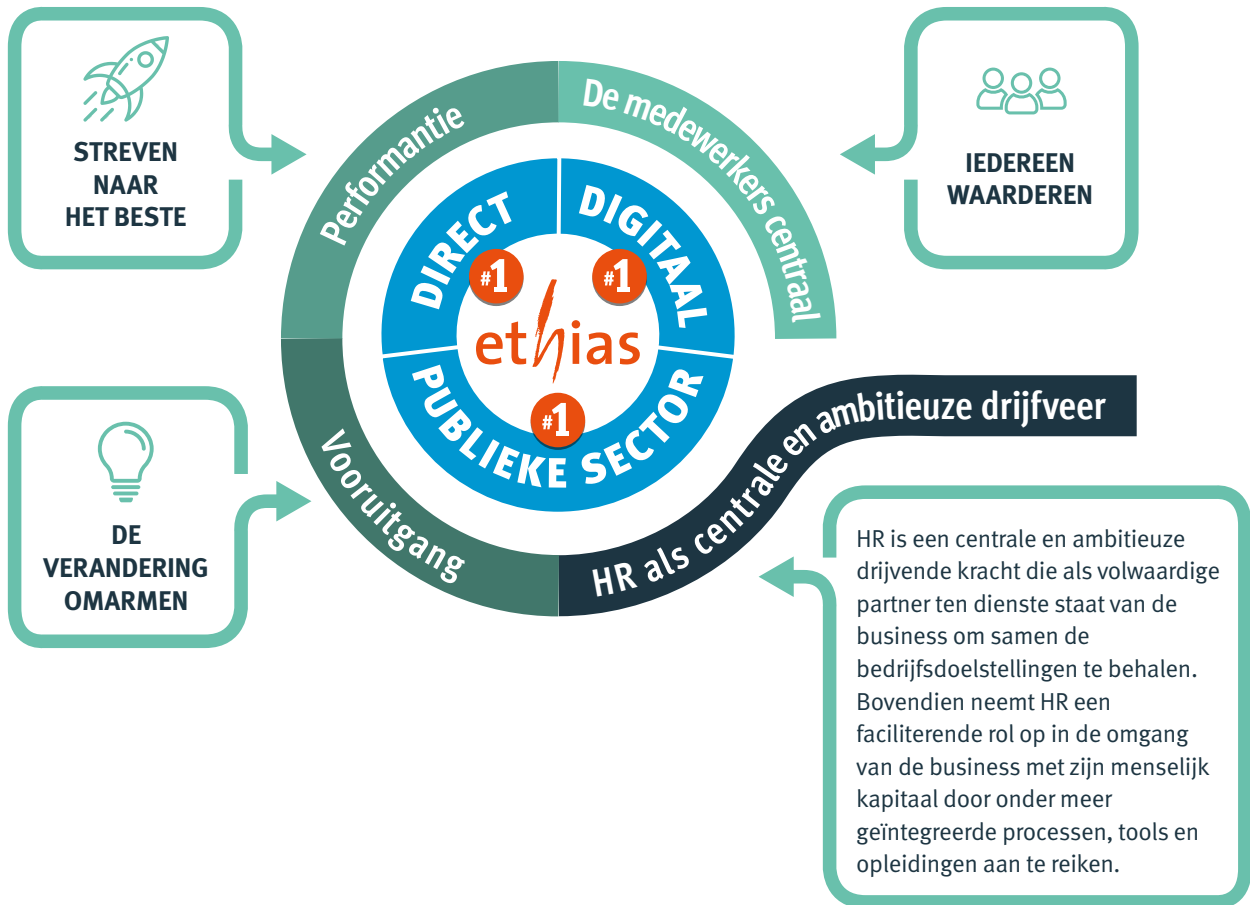 STREVEN
NAAR
HET BESTE
Performantie
De medewerkers centraal
IEDEREEN
WAARDEREN
DIRECT
DIGITAAL
#1
#1
ethias
#1
PUBLIEKE SECTOR
DE
VERANDERING
OMARMEN
Vooruitgang
HR als centrale en ambitieuze drijfveer
HR is een centrale en ambitieuze
drijvende kracht die als volwaardige
partner ten dienste staat van de
business om samen de
bedrijfsdoelstellingen te behalen.
Bovendien neemt HR een
faciliterende rol op in de omgang
van de business met zijn menselijk
kapitaal door onder meer
geïntegreerde processen, tools en
opleidingen aan te reiken.